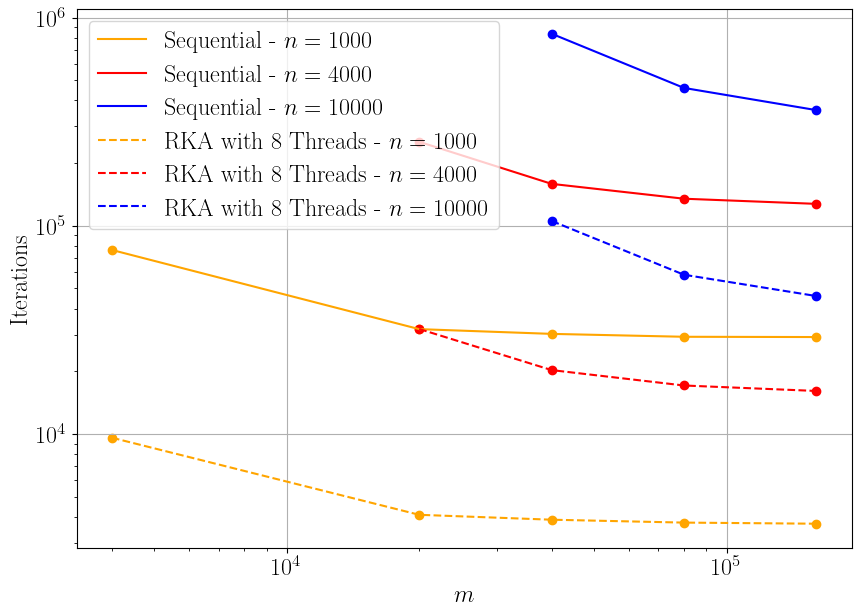 10^6
Sequential - n = 1000
Sequential - n = 4000
Sequential - n = 10000
RKA with 8 Threads - n = 1000
RKA with 8 Threads - n = 4000
RKA with 8 Threads - n = 10000
10^5
Iterations
10^4
10^4
10^5
m